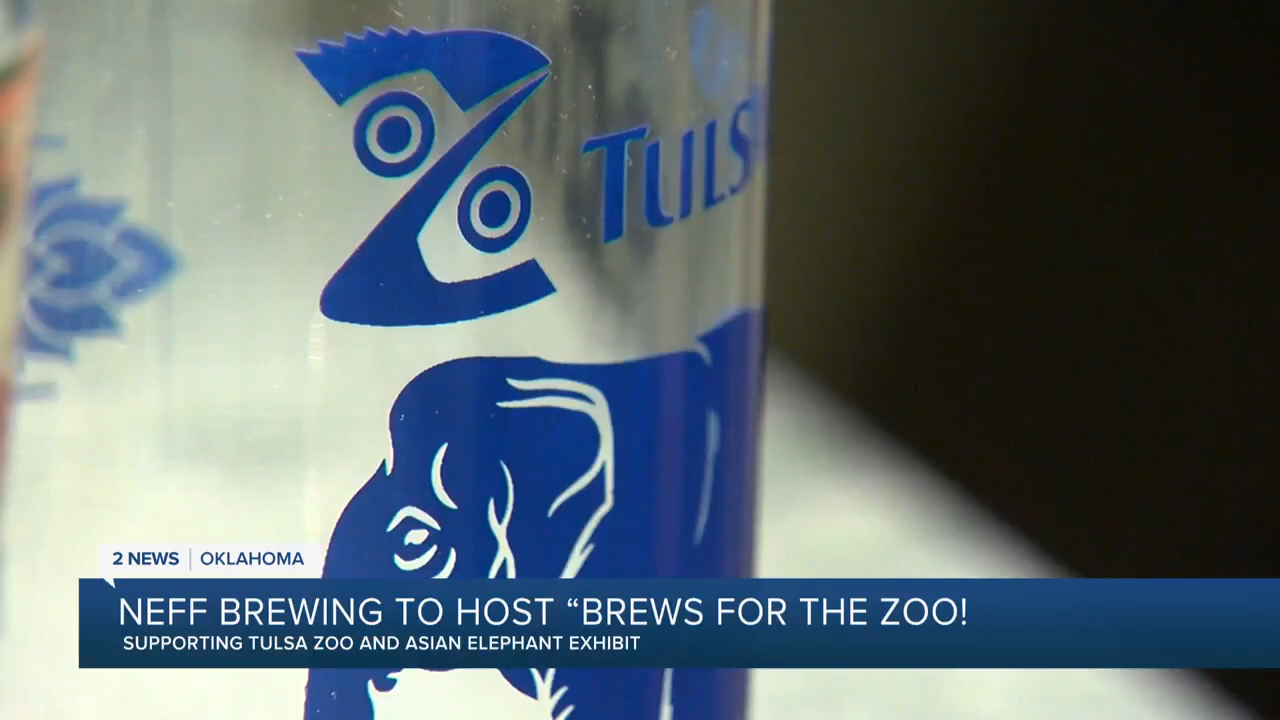 TULS
2 NEWS | OKLAHOMA
NEFF BREWING TO HOST “BREWS FOR THE ZOO!
SUPPORTING TULSA ZOO AND ASIAN ELEPHANT EXHIBIT